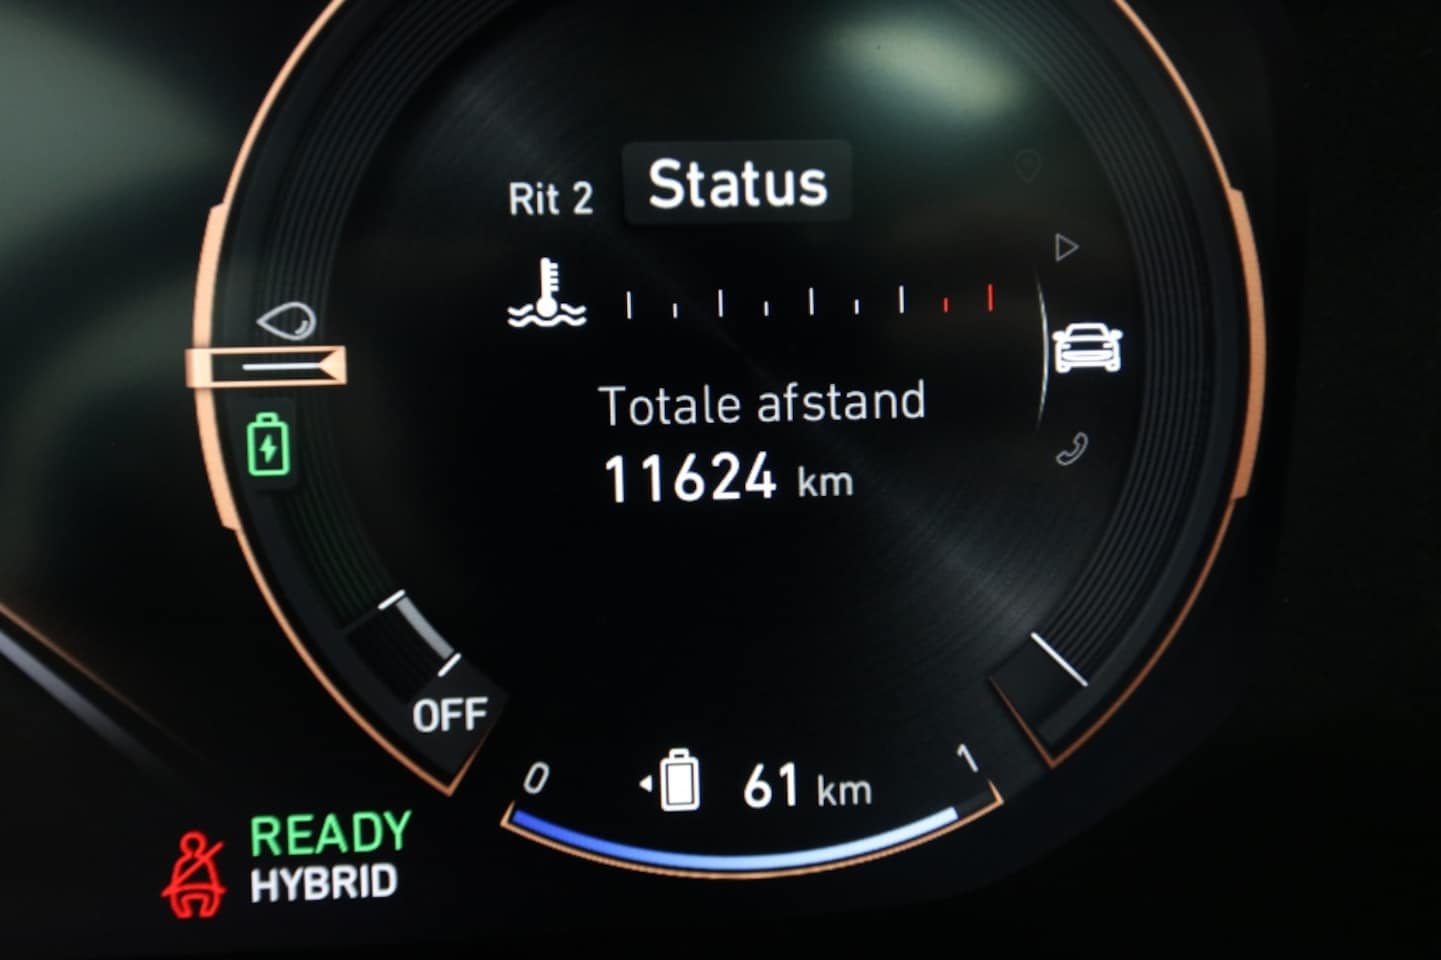 Rit 2 Status
Totale afstand
11624 km
OFF
0 61 km 1
READY
HYBRID